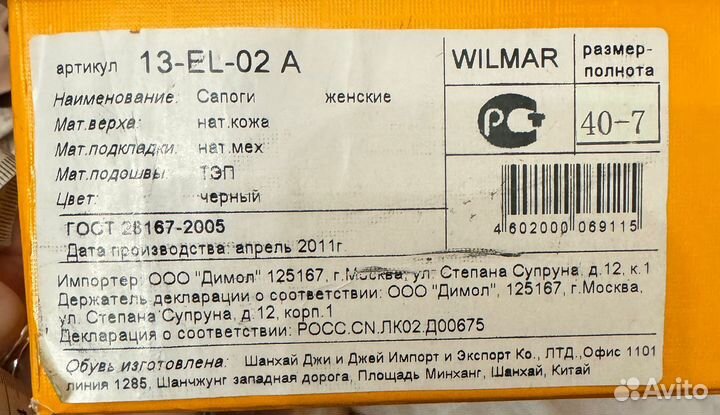 артикул 13-EL-02 A
WILMAR
размер-
полнота
40-7
Наименование: Сапоги женские
Мат.верха: нат.кожа
Мат.подкладки: нат.мех
Мат.подошвы: ТЭП
Цвет: черный
РСТ
4 602000 069115
ГОСТ 26167-2005
Дата производства: апрель 2011г.
Импортер: ООО "Димол" 125167, г.Москва, ул. Степана Супруна, д.12, к.1
Держатель декларации о соответствии: ООО "Димол", 125167, г.Москва,
ул. Степана Супруна, д.12, корп.1
Декларация о соответствии: РОСС.CN.ЛК02.Д00675
Обувь изготовлена: Шанхай Джи и Джей Импорт и Экспорт Ко., ЛТД.,Офис 1101
линия 1285, Шанчжунг западная дорога, Площадь Минханг, Шанхай, Китай
Avito